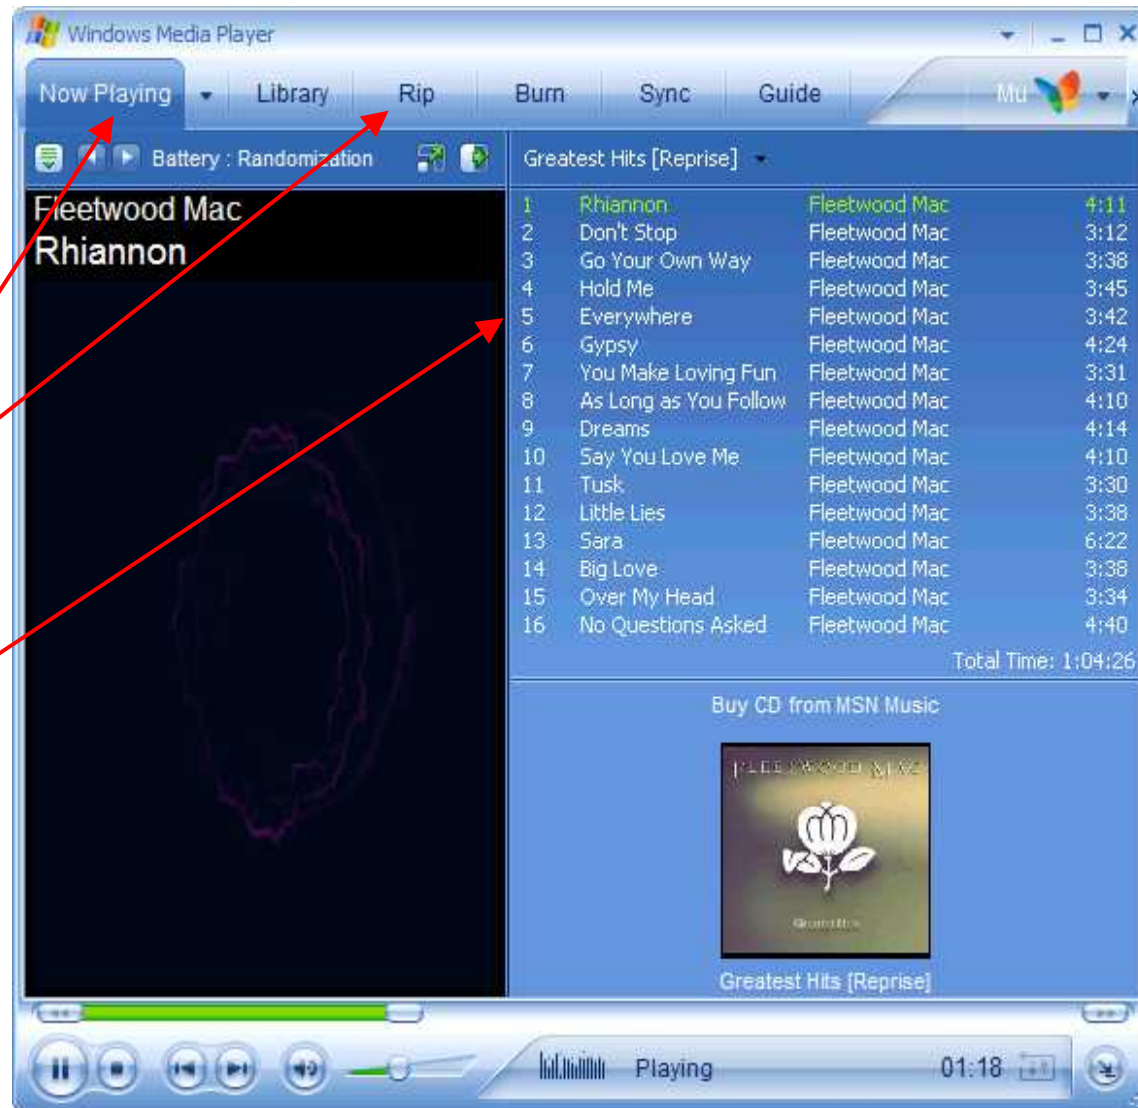 Windows Media Player
Now Playing Library Rip Burn Sync Guide Mu
Battery : Randomization
Greatest Hits [Reprise]
Fleetwood Mac
Rhiannon
1 Rhiannon Fleetwood Mac 4:11
2 Don't Stop Fleetwood Mac 3:12
3 Go Your Own Way Fleetwood Mac 3:38
4 Hold Me Fleetwood Mac 3:45
5 Everywhere Fleetwood Mac 3:42
6 Gypsy Fleetwood Mac 4:24
7 You Make Loving Fun Fleetwood Mac 3:31
8 As Long as You Follow Fleetwood Mac 4:10
9 Dreams Fleetwood Mac 4:14
10 Say You Love Me Fleetwood Mac 4:10
11 Tusk Fleetwood Mac 3:30
12 Little Lies Fleetwood Mac 3:38
13 Sara Fleetwood Mac 6:22
14 Big Love Fleetwood Mac 3:38
15 Over My Head Fleetwood Mac 3:34
16 No Questions Asked Fleetwood Mac 4:40
Total Time: 1:04:26
Buy CD from MSN Music
FLEETWOOD MAC
Greatest Hits [Reprise]
Playing 01:18